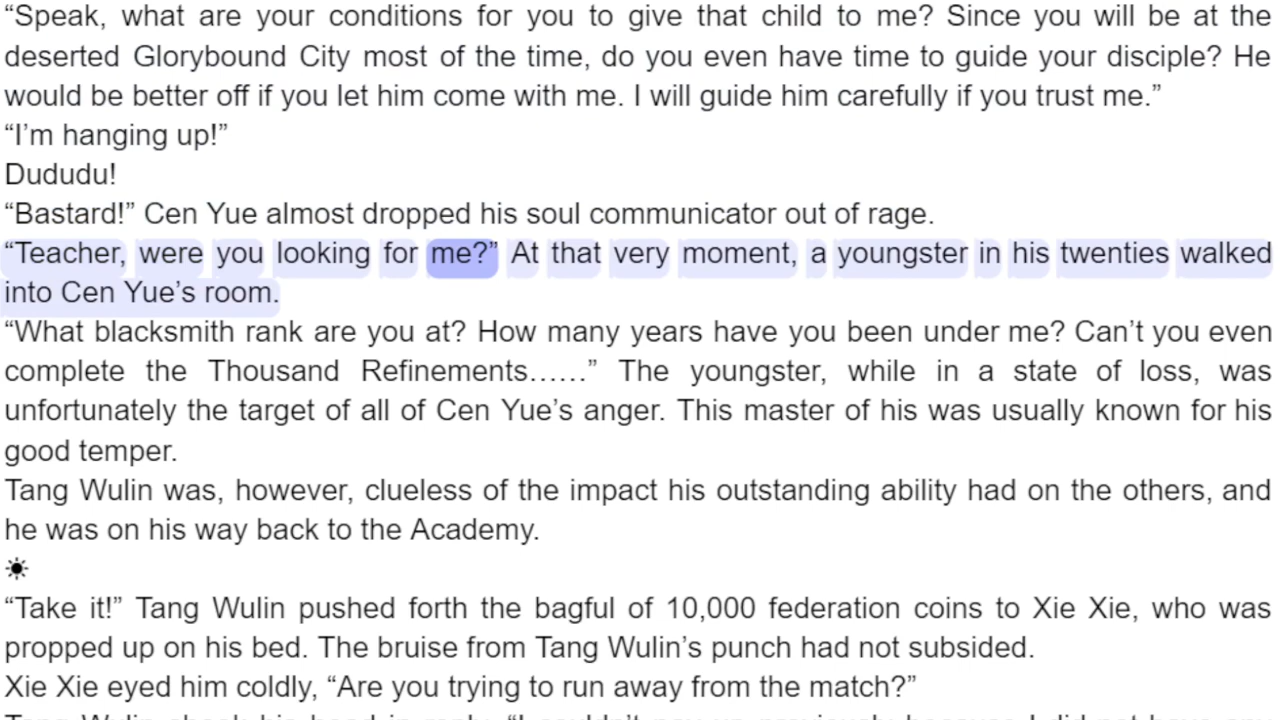 “Speak, what are your conditions for you to give that child to me? Since you will be at the
deserted Glorybound City most of the time, do you even have time to guide your disciple? He
would be better off if you let him come with me. I will guide him carefully if you trust me.”
“I’m hanging up!”
Dududu!
“Bastard!” Cen Yue almost dropped his soul communicator out of rage.
“Teacher, were you looking for me?” At that very moment, a youngster in his twenties walked
into Cen Yue’s room.
“What blacksmith rank are you at? How many years have you been under me? Can’t you even
complete the Thousand Refinements……” The youngster, while in a state of loss, was
unfortunately the target of all of Cen Yue’s anger. This master of his was usually known for his
good temper.
Tang Wulin was, however, clueless of the impact his outstanding ability had on the others, and
he was on his way back to the Academy.
☀
“Take it!” Tang Wulin pushed forth the bagful of 10,000 federation coins to Xie Xie, who was
propped up on his bed. The bruise from Tang Wulin’s punch had not subsided.
Xie Xie eyed him coldly, “Are you trying to run away from the match?”